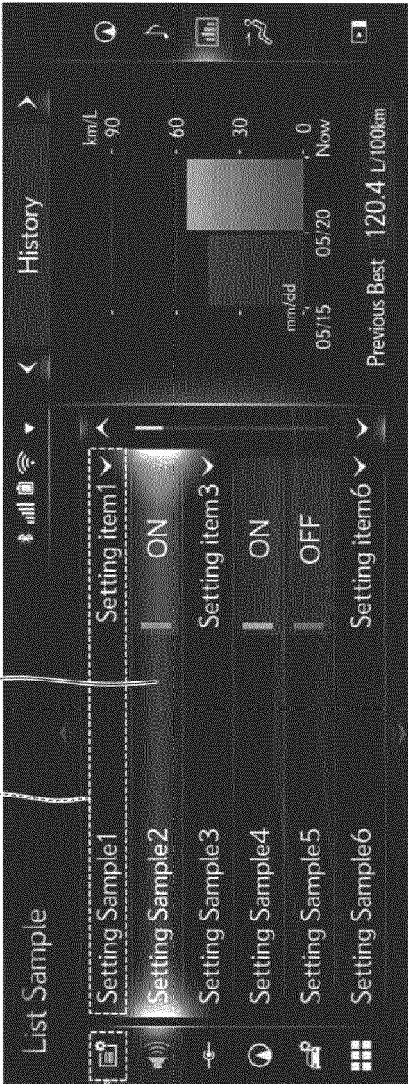 List Sample
Setting Sample1 Setting item1
Setting Sample2 ON
Setting Sample3 Setting item3
Setting Sample4 ON
Setting Sample5 OFF
Setting Sample6 Setting item6
History
km/L
90
60
30
0
mm/dd
05/15 05/20 Now
Previous Best 120.4 L/100km